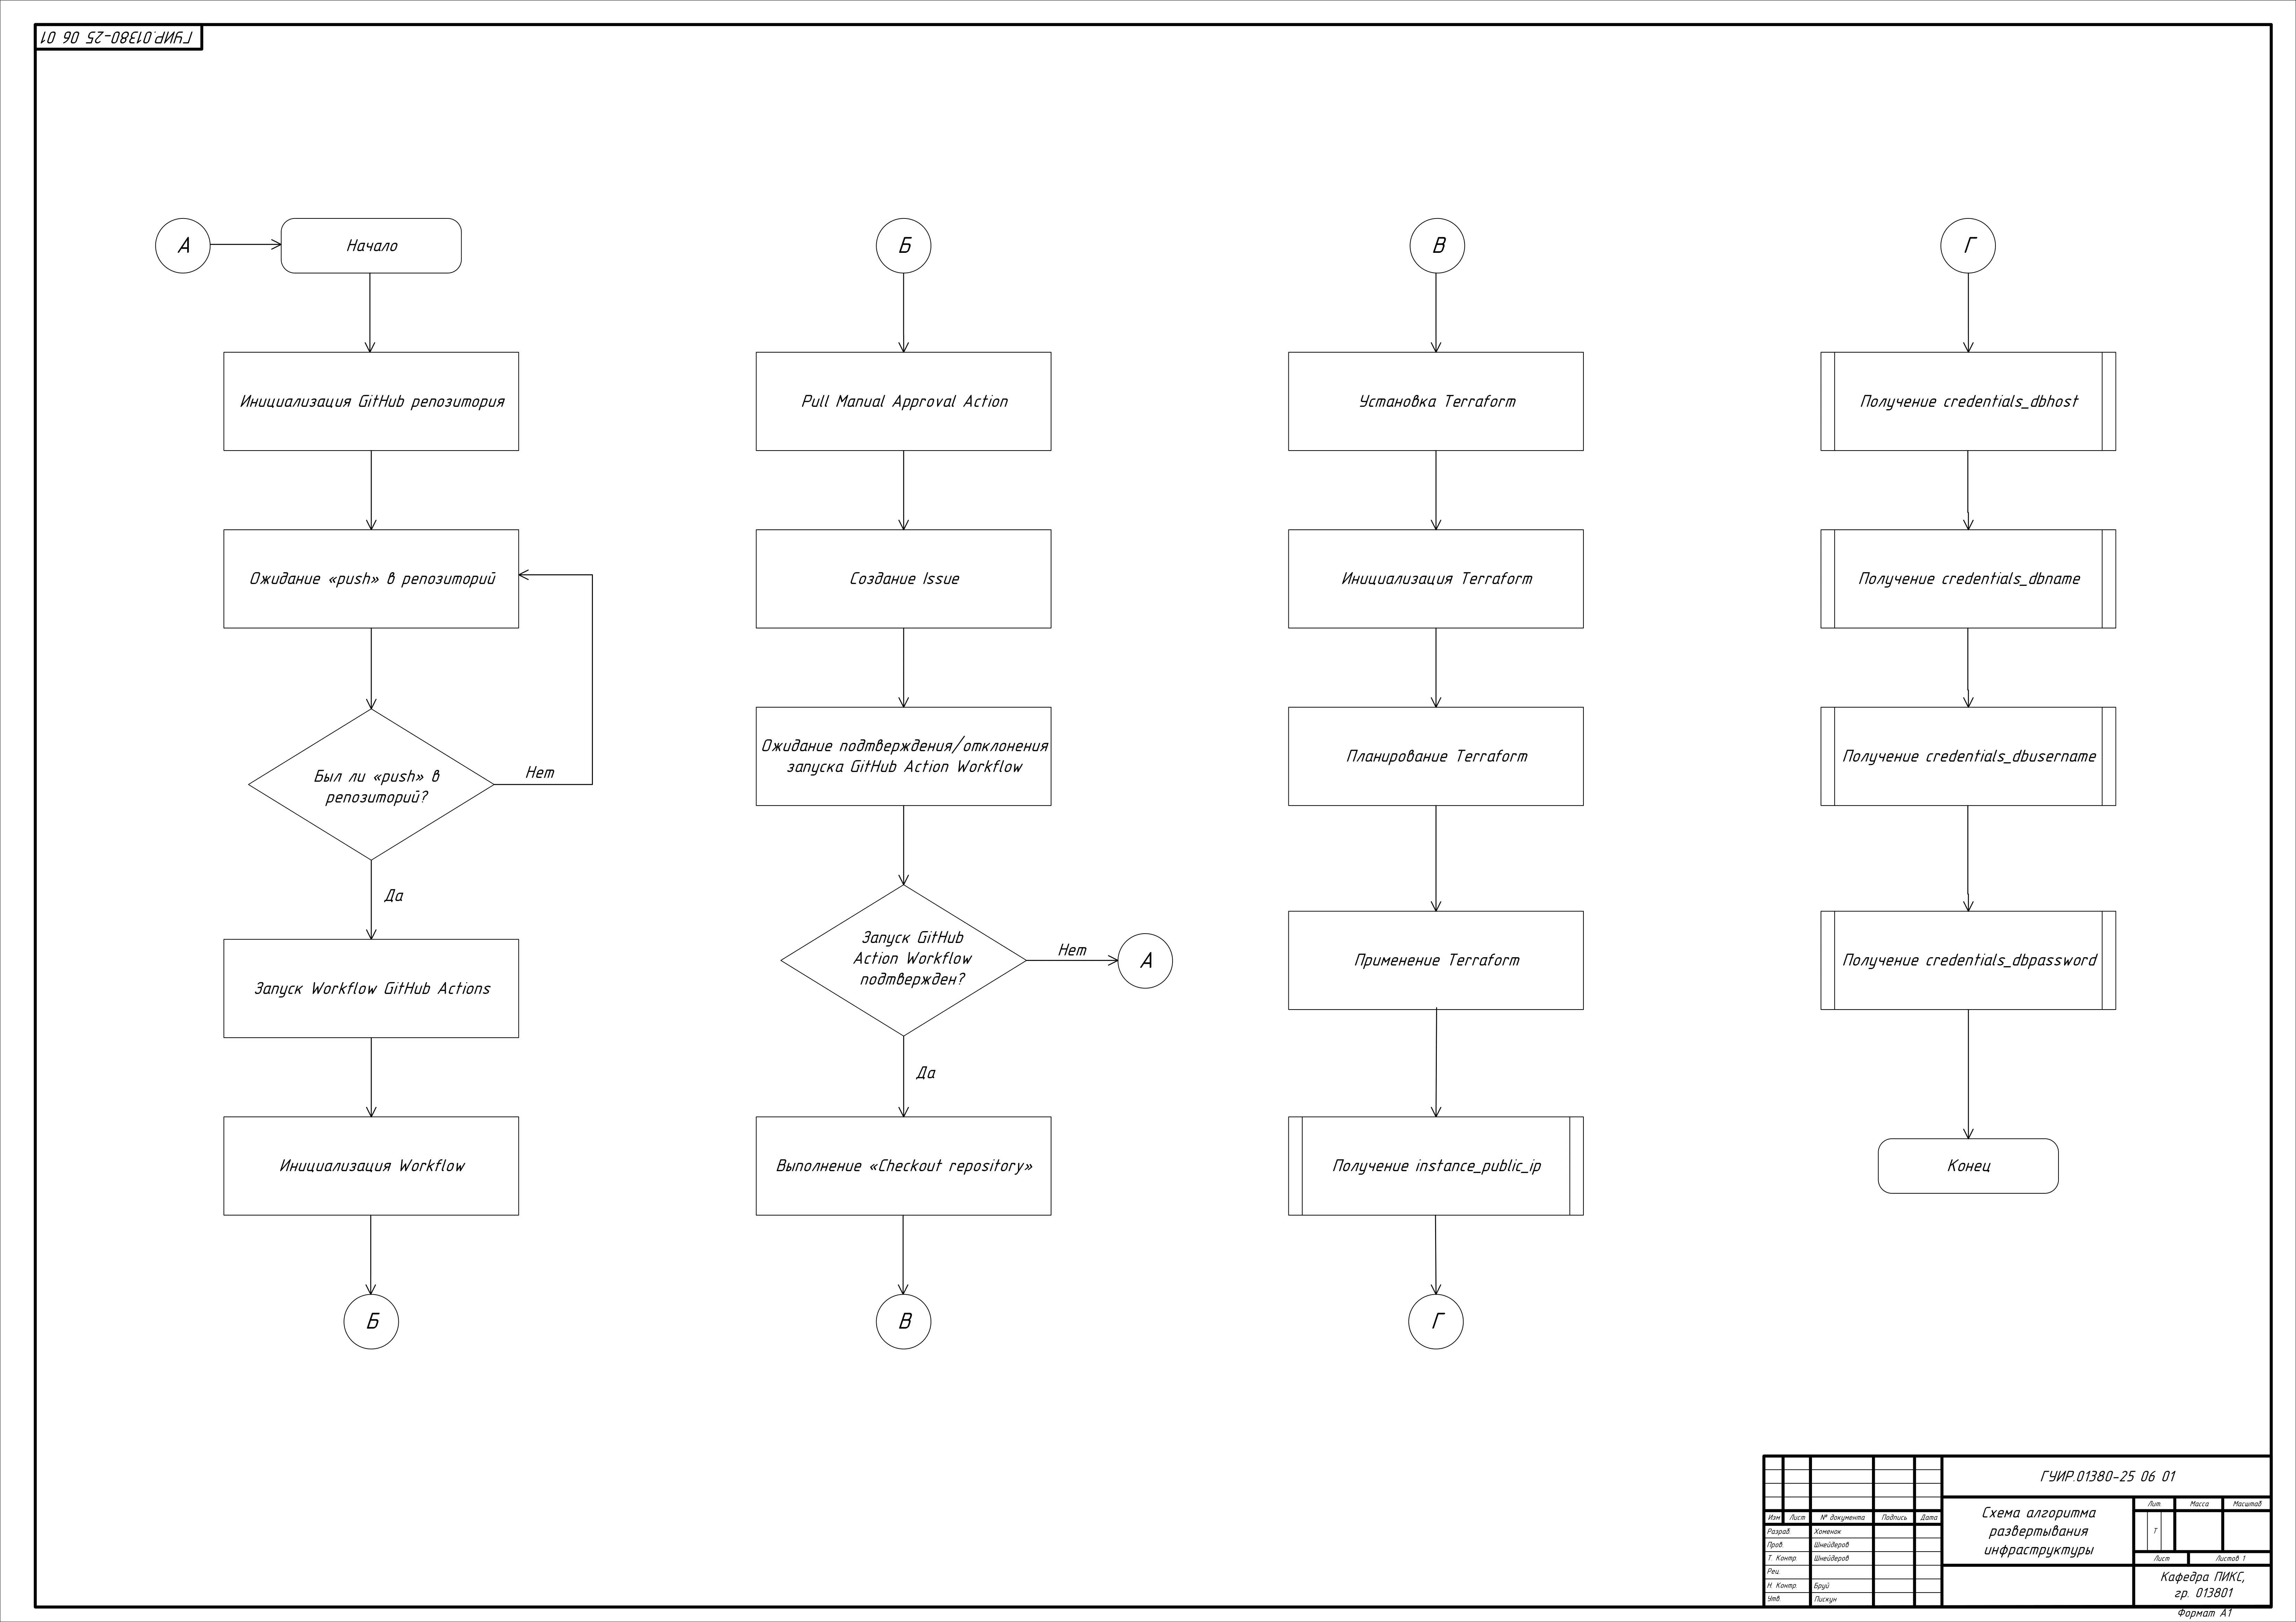 ГУИР.01380-25 06 01
А
Начало
Инициализация GitHub репозитория
Ожидание «push» в репозиторий
Был ли «push» в
репозиторий?
Нет
Да
Запуск Workflow GitHub Actions
Инициализация Workflow
Б
Б
Pull Manual Approval Action
Создание Issue
Ожидание подтверждения/отклонения
запуска GitHub Action Workflow
Запуск GitHub
Action Workflow
подтвержден?
Нет
А
Да
Выполнение «Checkout repository»
В
В
Установка Terraform
Инициализация Terraform
Планирование Terraform
Применение Terraform
Получение instance_public_ip
Г
Г
Получение credentials_dbhost
Получение credentials_dbname
Получение credentials_dbusername
Получение credentials_dbpassword
Конец
ГУИР.01380-25 06 01
Изм Лист № документа Подпись Дата
Разраб Хоменок
Пров Шнейдеров
Т. Контр Шнейдеров
Рец.
Н. Контр Бруй
Утв Пискун
Схема алгоритма
развертывания
инфраструктуры
Лит Масса Масштаб
Т
Лист Листов 1
Кафедра ПИКС,
гр. 013801
Формат А1